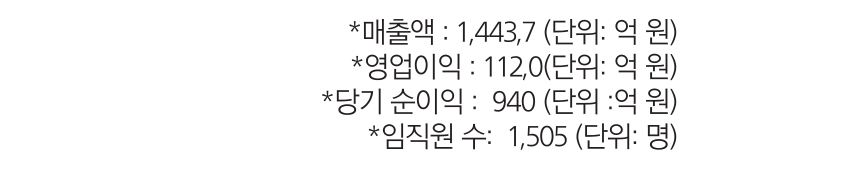 *매출액 : 1,443,7 (단위: 억 원)
*영업이익 : 112,0(단위: 억 원)
*당기 순이익 :  940 (단위 :억 원)
*임직원 수:  1,505 (단위: 명)